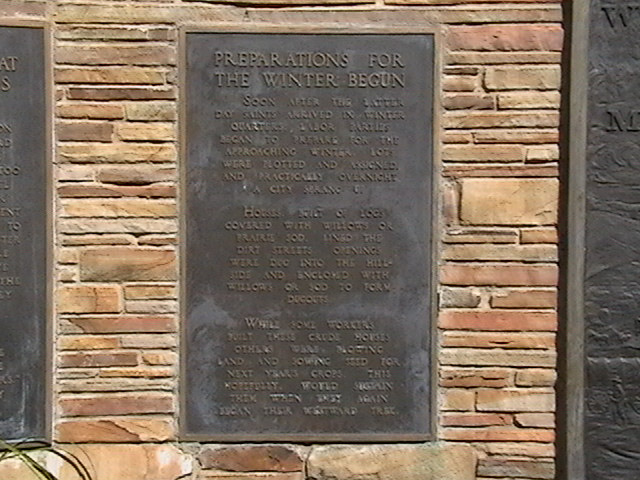 PREPARATIONS FOR
THE WINTER BEGUN
SOON AFTER THE LATTER
DAY SAINTS ARRIVED IN WINTER
QUARTERS, LABOR PARTIES
BEGAN TO PREPARE FOR THE
APPROACHING WINTER. LOTS
WERE PLOTTED AND ASSIGNED,
AND PRACTICALLY OVERNIGHT
A CITY SPRANG UP.
HOUSES BUILT OF LOGS
COVERED WITH WILLOWS OR
PRAIRIE SOD, LINED THE
DIRT STREETS. OPENINGS
WERE DUG INTO THE HILL-
SIDE AND ENCLOSED WITH
WILLOWS OR SOD TO FORM
DUGOUTS.
WHILE SOME WORKERS
BUILT THESE CRUDE HOUSES
OTHERS WERE PLOWING
LAND AND SOWING SEED FOR
NEXT YEAR'S CROPS. THIS
HOPEFULLY, WOULD SUSTAIN
THEM WHEN THEY AGAIN
BEGAN THEIR WESTWARD TREK.